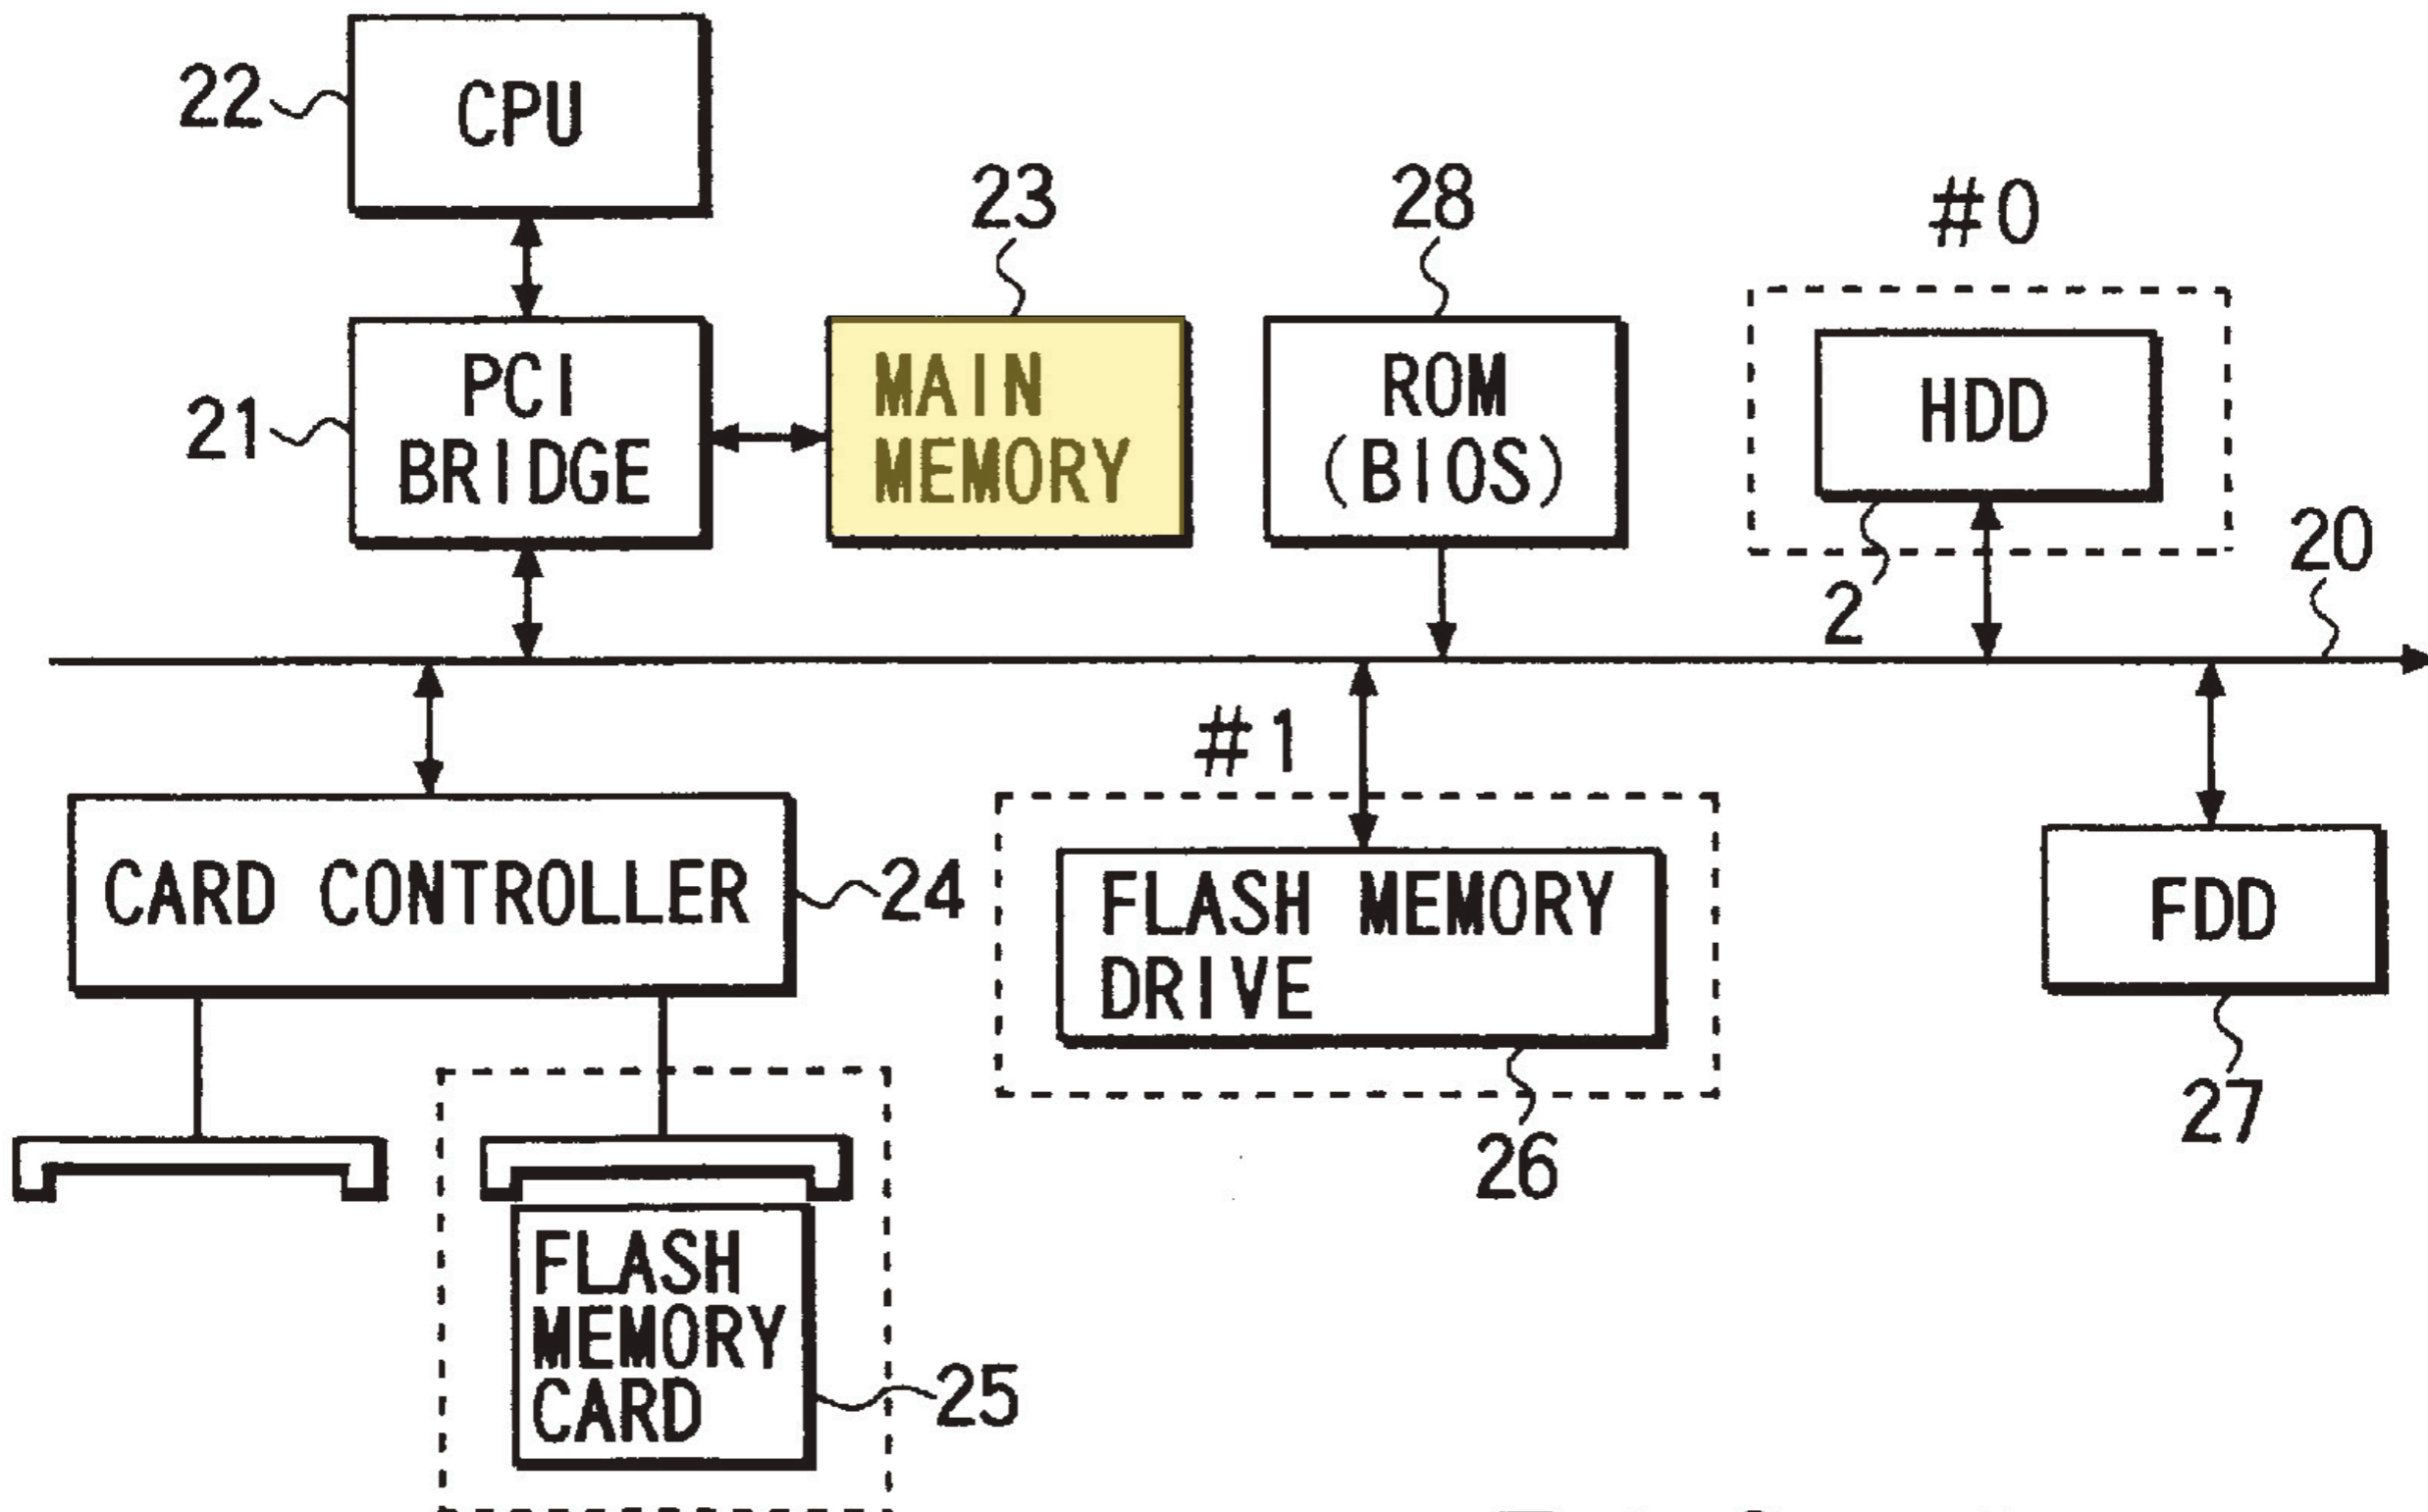 22
CPU
23
28
#0
21
PCI
BRIDGE
MAIN
MEMORY
ROM
(BIOS)
HDD
2
20
#1
CARD CONTROLLER
24
FLASH MEMORY
DRIVE
26
FDD
27
FLASH
MEMORY
CARD
25